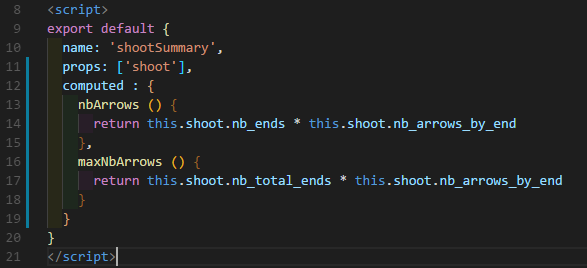 8 <script>
9 export default {
10   name: 'shootSummary',
11   props: ['shoot'],
12   computed : {
13     nbArrows () {
14       return this.shoot.nb_ends * this.shoot.nb_arrows_by_end
15     },
16     maxNbArrows () {
17       return this.shoot.nb_total_ends * this.shoot.nb_arrows_by_end
18     }
19   }
20 }
21 </script>